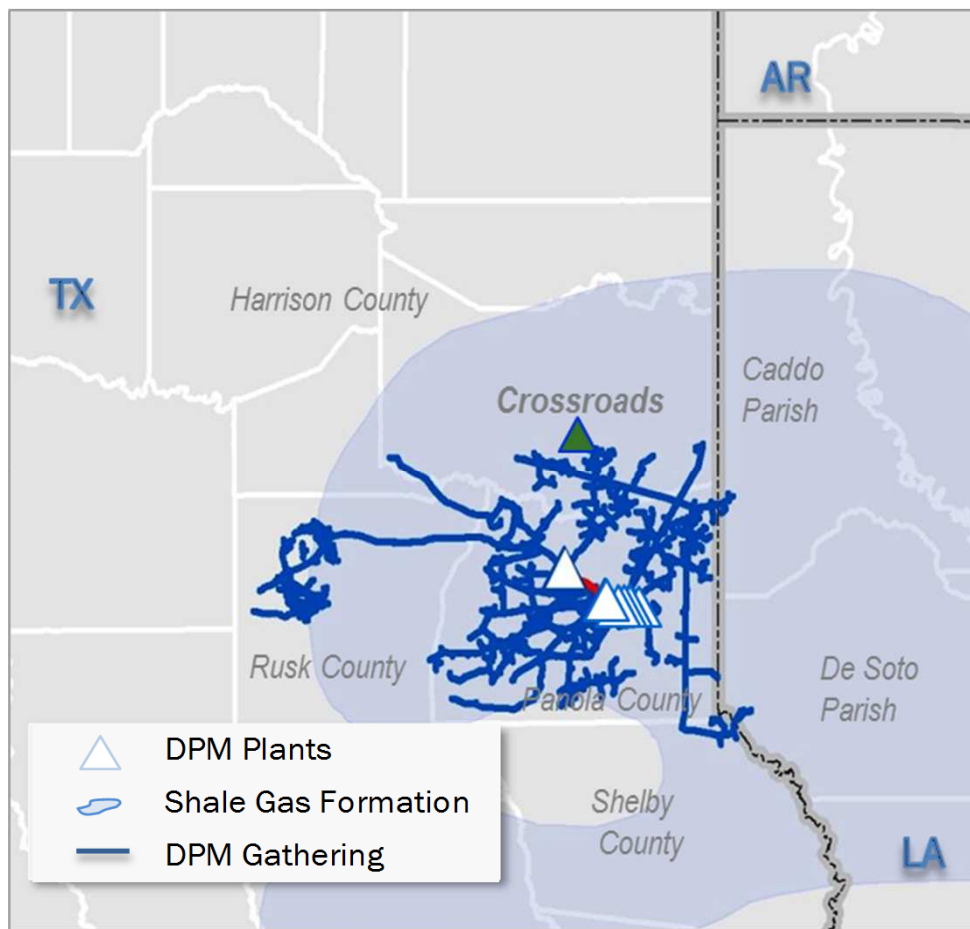 AR
TX
Harrison County
Caddo
Parish
Crossroads
Rusk County
De Soto
Parish
Panola County
DPM Plants
Shale Gas Formation
DPM Gathering
Shelby
County
LA